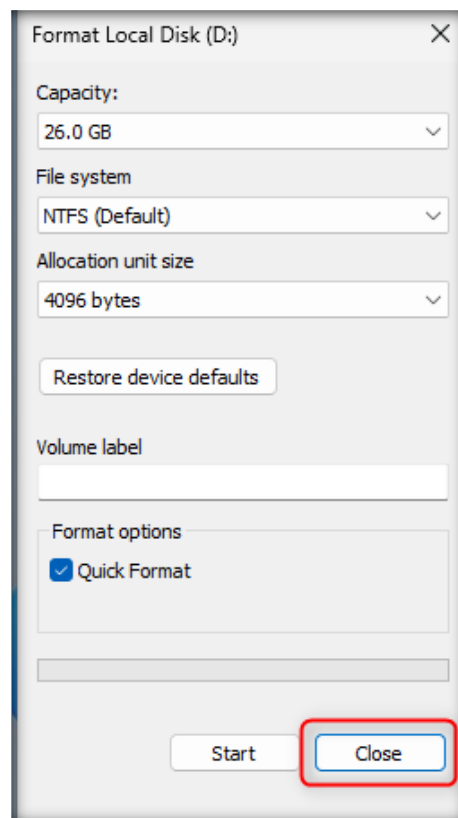 Format Local Disk (D:)
Capacity:
26.0 GB
File system
NTFS (Default)
Allocation unit size
4096 bytes
Restore device defaults
Volume label
Format options
Quick Format
Start Close